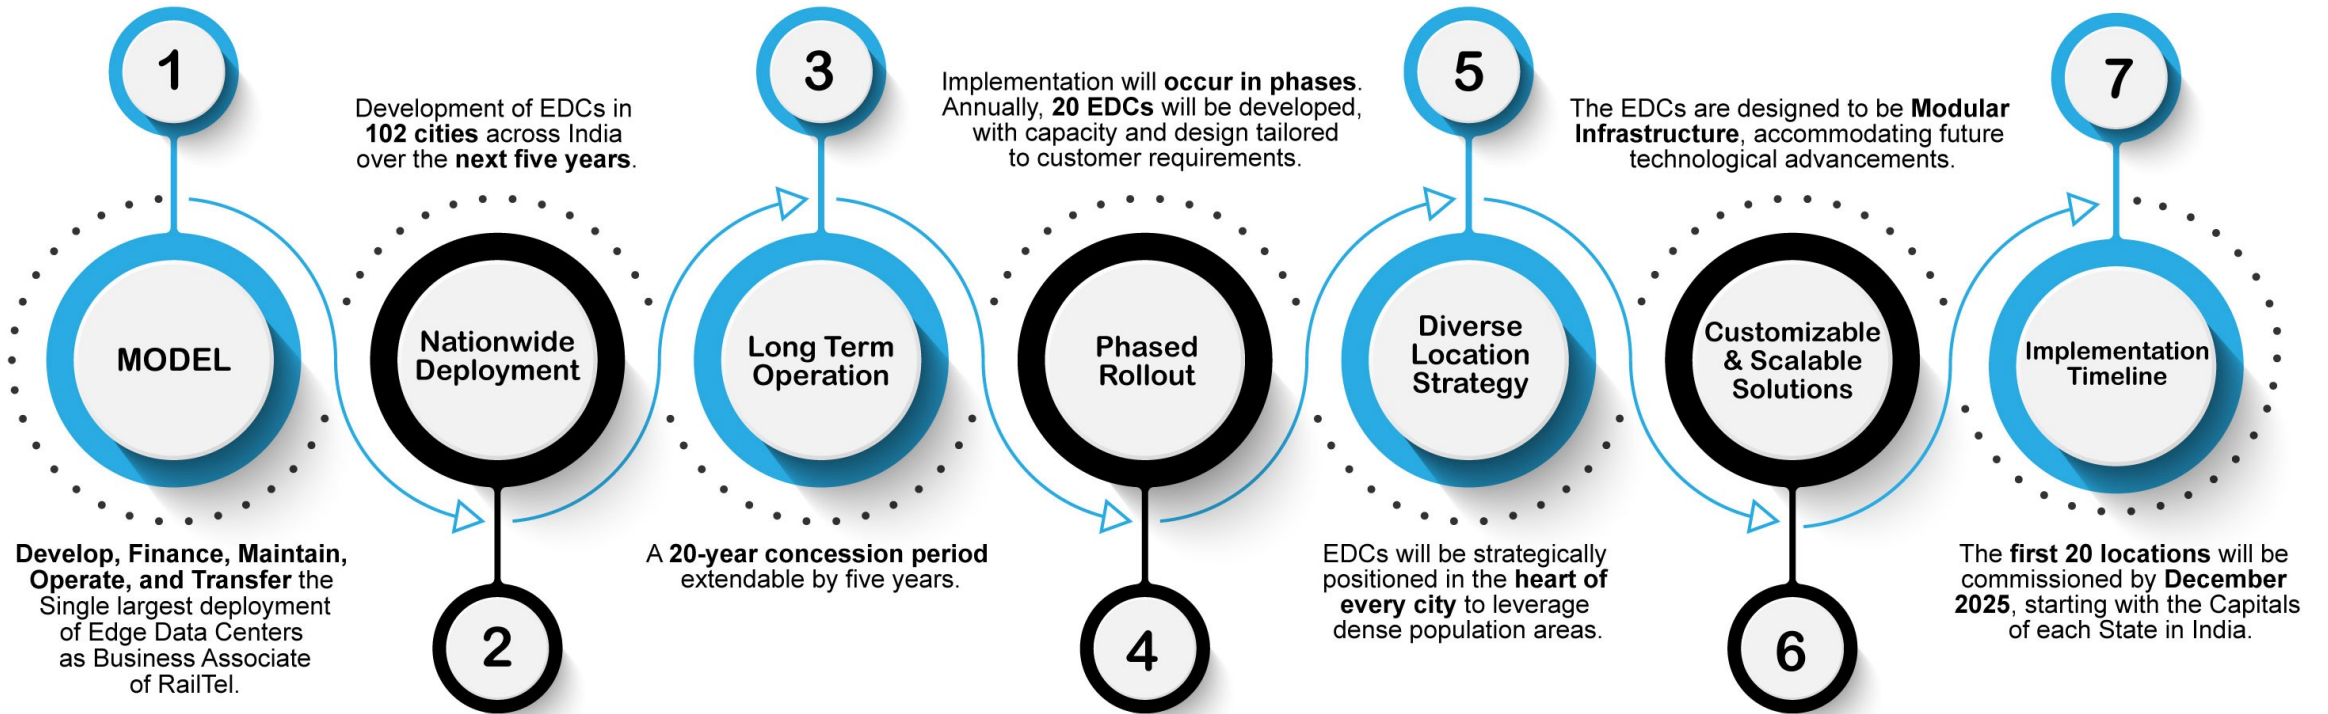 1
MODEL
Develop, Finance, Maintain,
Operate, and Transfer the
Single largest deployment
of Edge Data Centers
as Business Associate
of RailTel.
Development of EDCs in
102 cities across India
over the next five years.
Nationwide
Deployment
2
3
Long Term
Operation
A 20-year concession period
extendable by five years.
Implementation will occur in phases.
Annually, 20 EDCs will be developed,
with capacity and design tailored
to customer requirements.
Phased
Rollout
4
5
Diverse
Location
Strategy
EDCs will be strategically
positioned in the heart of
every city to leverage
dense population areas.
The EDCs are designed to be Modular
Infrastructure, accommodating future
technological advancements.
Customizable
& Scalable
Solutions
6
7
Implementation
Timeline
The first 20 locations will be
commissioned by December
2025, starting with the Capitals
of each State in India.